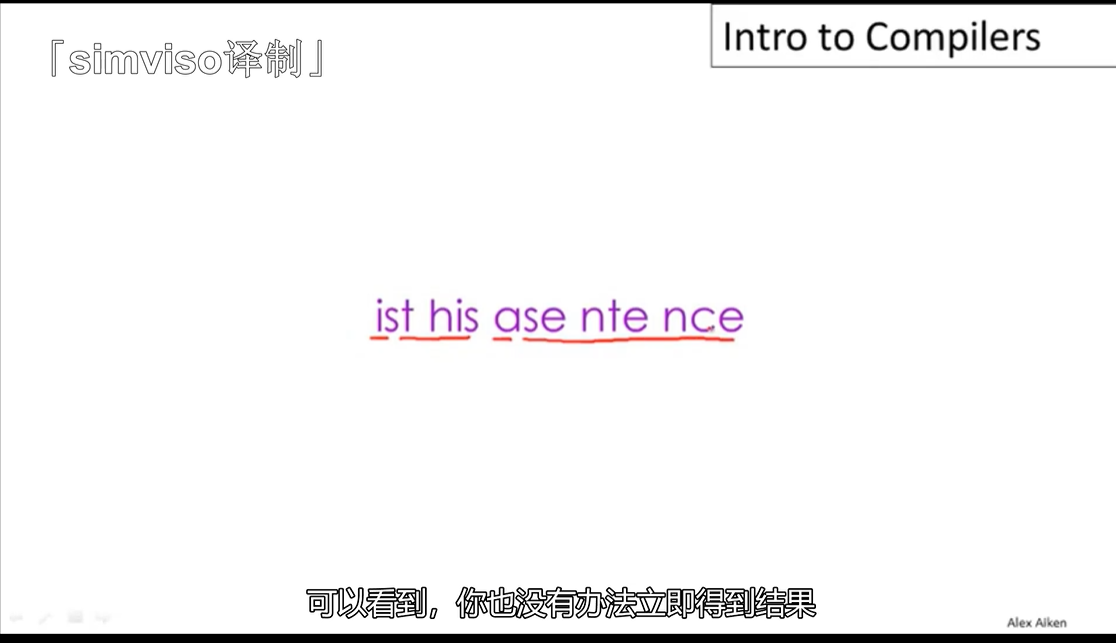 「simviso译制」
Intro to Compilers
ist his ase nte nce
可以看到，你也没有办法立即得到结果
Alex Aiken